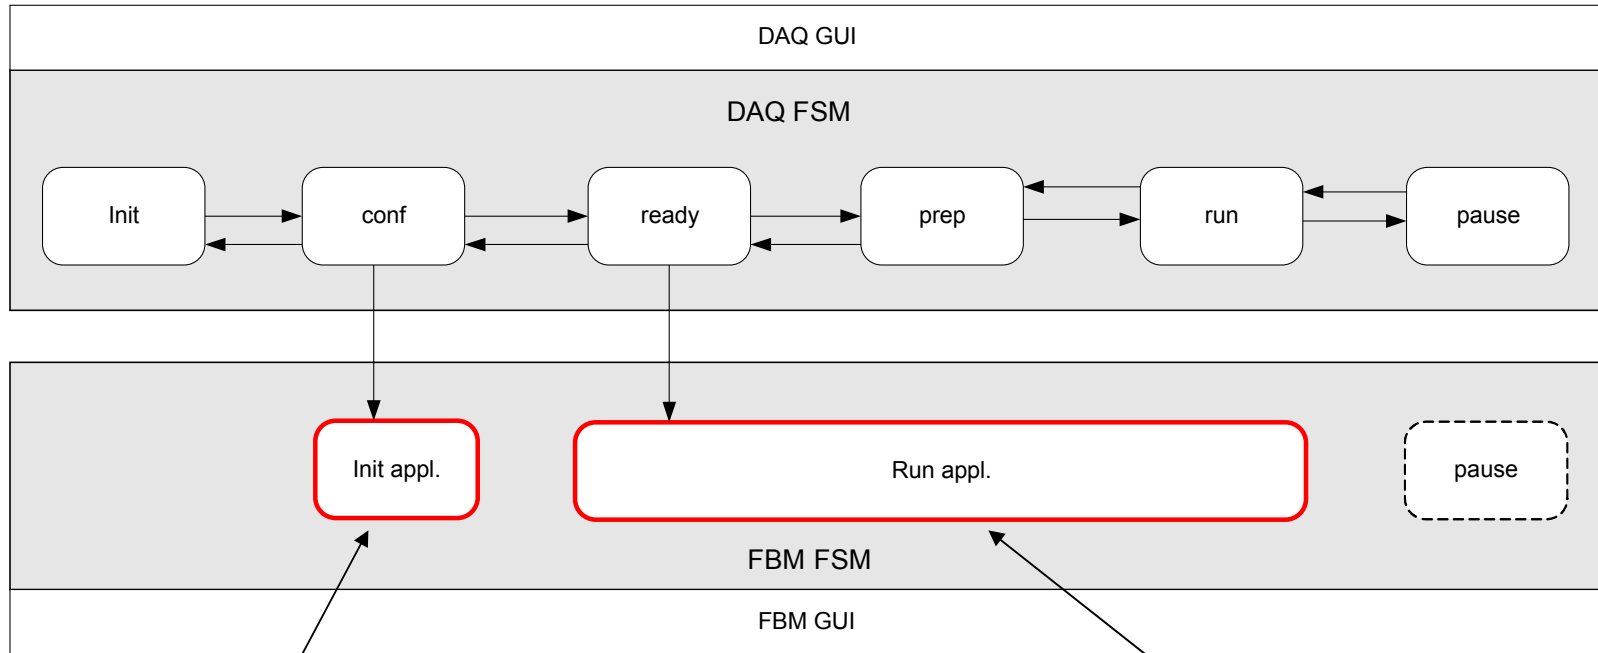 DAQ GUI
DAQ FSM
Init
conf
ready
prep
run
pause
Init appl.
Run appl.
pause
FBM FSM
FBM GUI